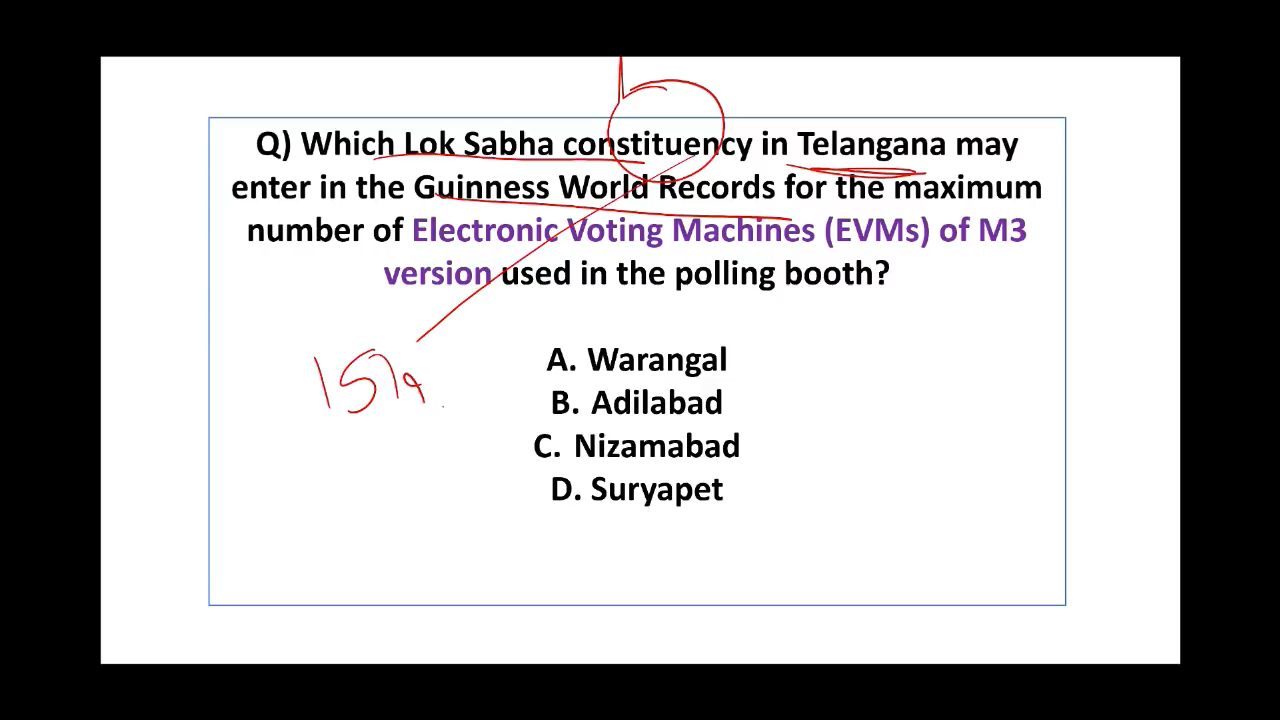 Q) Which Lok Sabha constituency in Telangana may
enter in the Guinness World Records for the maximum
number of Electronic Voting Machines (EVMs) of M3
version used in the polling booth?
A. Warangal
B. Adilabad
C. Nizamabad
D. Suryapet